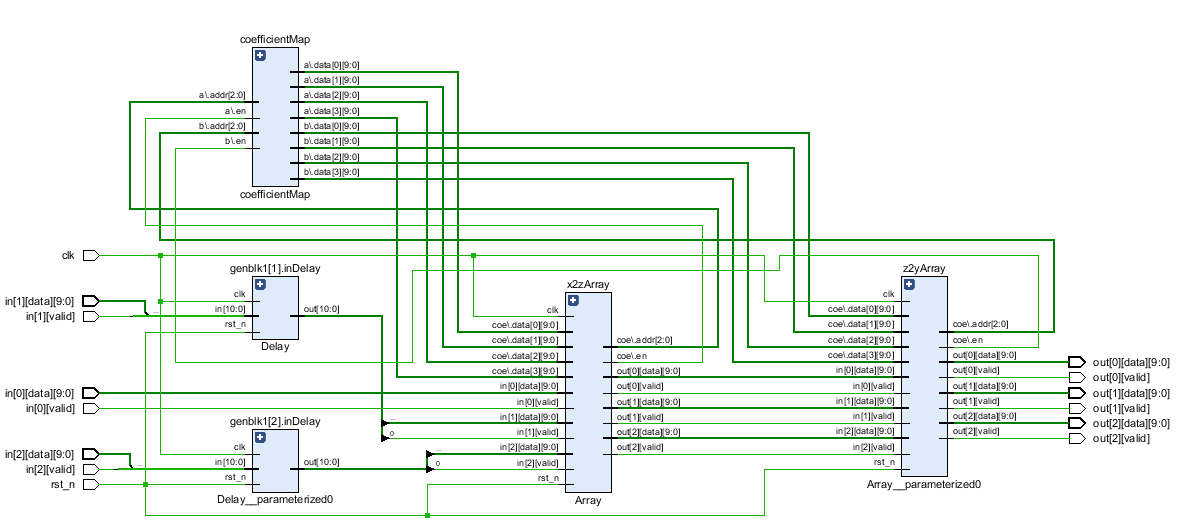 coefficientMap
a\.addr[2:0]
a\.en
b\.addr[2:0]
b\.en
a\.data[0][9:0]
a\.data[1][9:0]
a\.data[2][9:0]
a\.data[3][9:0]
b\.data[0][9:0]
b\.data[1][9:0]
b\.data[2][9:0]
b\.data[3][9:0]
coefficientMap
clk
in[1][data][9:0]
in[1][valid]
in[0][data][9:0]
in[0][valid]
in[2][data][9:0]
in[2][valid]
rst_n
genblk1[1].inDelay
clk
in[10:0]
rst_n
out[10:0]
Delay
genblk1[2].inDelay
clk
in[10:0]
rst_n
out[10:0]
Delay__parameterized0
...
0
...
0
x2zArray
clk
coe\.data[0][9:0]
coe\.data[1][9:0]
coe\.data[2][9:0]
coe\.data[3][9:0]
in[0][data][9:0]
in[0][valid]
in[1][data][9:0]
in[1][valid]
in[2][data][9:0]
in[2][valid]
rst_n
coe\.addr[2:0]
coe\.en
out[0][data][9:0]
out[0][valid]
out[1][data][9:0]
out[1][valid]
out[2][data][9:0]
out[2][valid]
Array
z2yArray
clk
coe\.data[0][9:0]
coe\.data[1][9:0]
coe\.data[2][9:0]
coe\.data[3][9:0]
in[0][data][9:0]
in[0][valid]
in[1][data][9:0]
in[1][valid]
in[2][data][9:0]
in[2][valid]
rst_n
coe\.addr[2:0]
coe\.en
out[0][data][9:0]
out[0][valid]
out[1][data][9:0]
out[1][valid]
out[2][data][9:0]
out[2][valid]
Array__parameterized0
out[0][data][9:0]
out[0][valid]
out[1][data][9:0]
out[1][valid]
out[2][data][9:0]
out[2][valid]